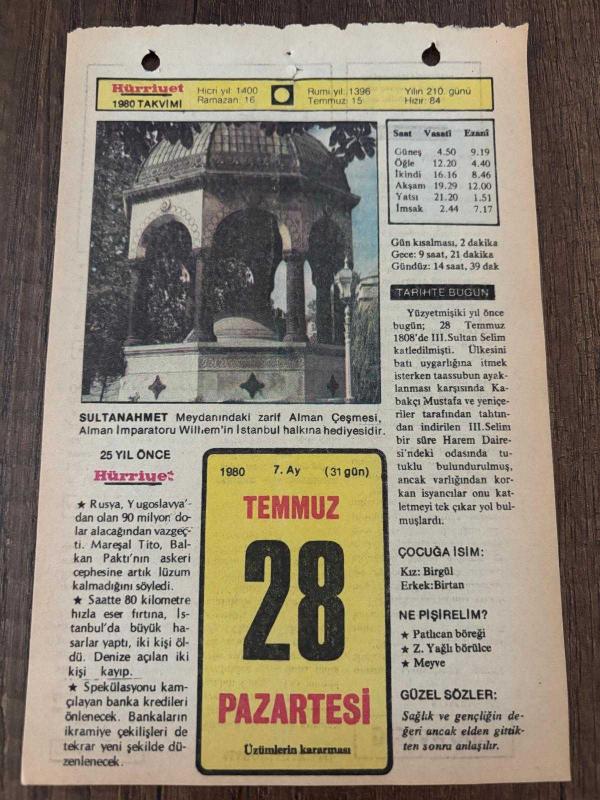 Hürriyet
1980 TAKVİMİ
Hicri yıl: 1400
Ramazan: 16
Rumi yıl: 1396
Temmuz: 15
Yılın 210. günü
Hızır: 84
Saat Vasati Ezani
Güneş 4.50 9.19
Öğle 12.20 4.40
İkindi 16.16 8.46
Akşam 19.29 12.00
Yatsı 21.20 1.51
İmsak 2.44 7.17
Gün kısalması, 2 dakika
Gece: 9 saat, 21 dakika
Gündüz: 14 saat, 39 dak
TARİHTE BUGÜN
Yüzyetmişiki yıl önce
bugün; 28 Temmuz
1808'de III. Sultan Selim
katledilmişti. Ülkesini
batı uygarlığına itmek
isterken taassubun ayak-
lanması karşısında Ka-
bakçı Mustafa ve yeniçe-
riler tarafından tahtın-
dan indirilen III.Selim
bir süre Harem Daire-
si'ndeki odasında tu-
tuklu bulundurulmuş,
ancak varlığından kor-
kan isyancılar onu kat-
letmeyi tek çıkar yol bul-
muşlardı.
SULTANAHMET Meydanındaki zarif Alman Çeşmesi,
Alman İmparatoru Wilhem'in İstanbul halkına hediyesidir.
25 YIL ÖNCE
Hürriyet
★ Rusya, Yugoslavya'-
dan olan 90 milyon do-
lar alacağından vazgeç-
ti. Mareşal Tito, Bal-
kan Paktı'nın askeri
cephesine artık lüzum
kalmadığını söyledi.
★ Saatte 80 kilometre
hızla eser fırtına, İs-
tanbul'da büyük ha-
sarlar yaptı, iki kişi öl-
dü. Denize açılan iki
kişi kayıp.
★ Spekülasyonu kam-
çılayan banka kredileri
önlenecek. Bankaların
ikramiye çekilişleri de
tekrar yeni şekilde dü-
zenlenecek.
1980 7. Ay (31 gün)
TEMMUZ
28
PAZARTESİ
Üzümlerin kararması
ÇOCUĞA İSİM:
Kız: Birgül
Erkek: Birtan
NE PİŞİRELİM?
★ Patlıcan böreği
★ Z. Yağlı börülce
★ Meyve
GÜZEL SÖZLER:
Sağlık ve gençliğin de-
ğeri ancak elden gittik-
ten sonra anlaşılır.